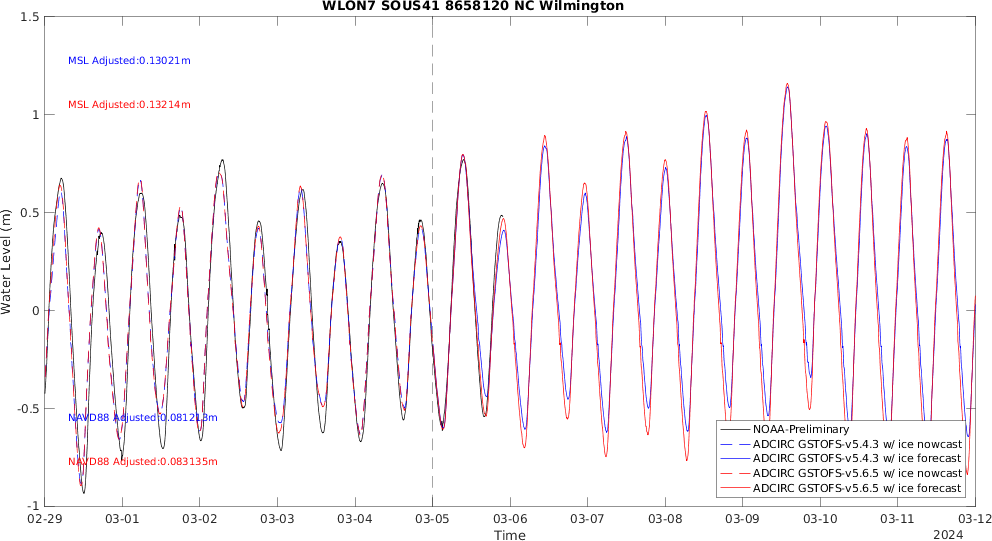 WLON7 SOUS41 8658120 NC Wilmington
1.5
1
0.5
0
-0.5
-1
Water Level (m)
MSL Adjusted:0.13021m
MSL Adjusted:0.13214m
NAVD88 Adjusted:0.081213m
NAVD88 Adjusted:0.083135m
NOAA-Preliminary
ADCIRC GSTOFS-v5.4.3 w/ ice nowcast
ADCIRC GSTOFS-v5.4.3 w/ ice forecast
ADCIRC GSTOFS-v5.6.5 w/ ice nowcast
ADCIRC GSTOFS-v5.6.5 w/ ice forecast
02-29 03-01 03-02 03-03 03-04 03-05 03-06 03-07 03-08 03-09 03-10 03-11 03-12
Time
2024